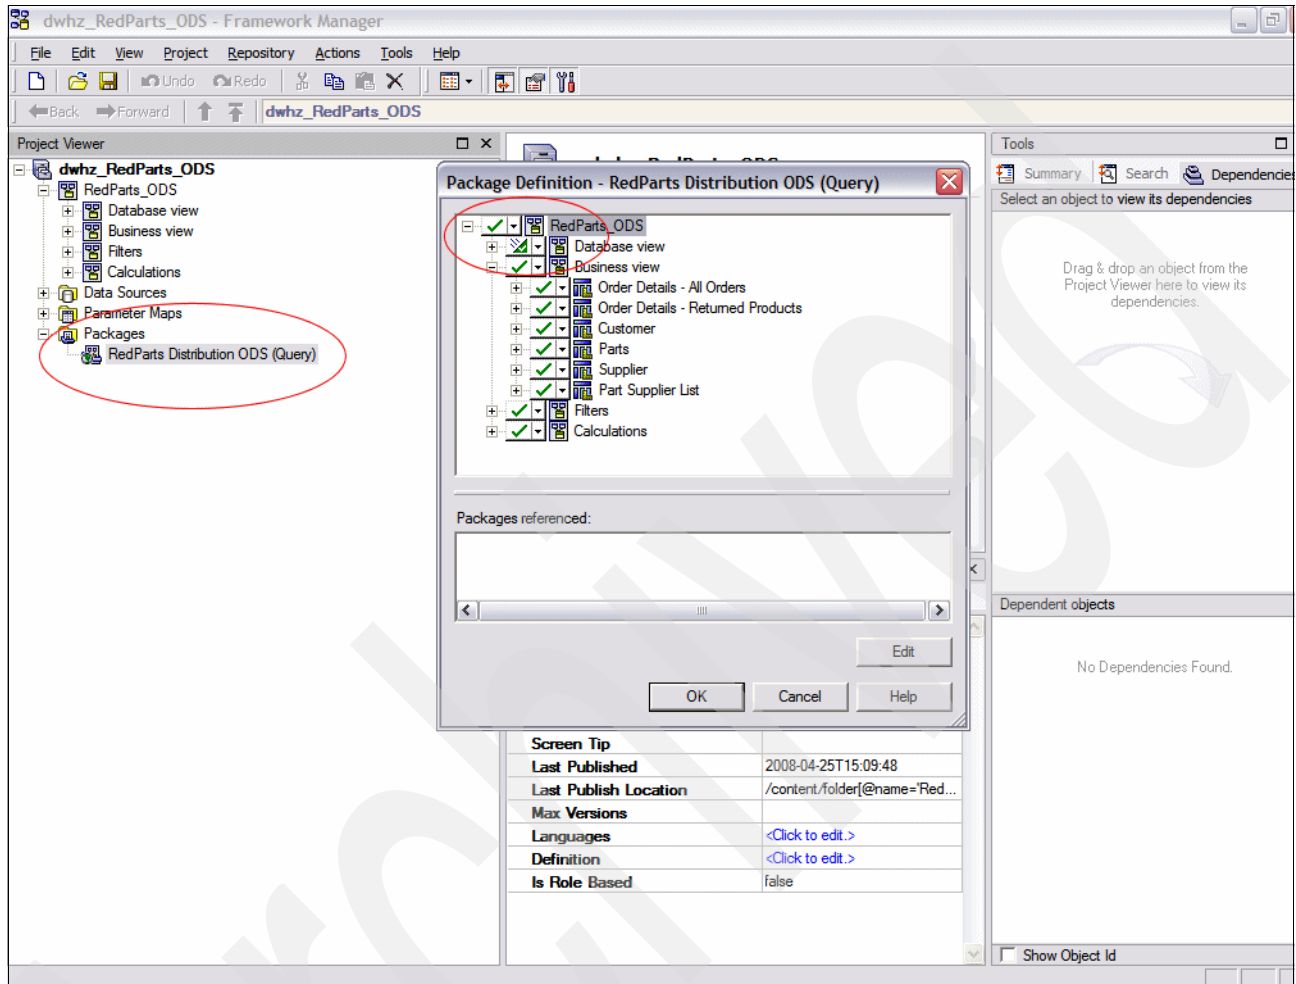 dwhz_RedParts_ODS - Framework Manager
File Edit View Project Repository Actions Tools Help
Undo Redo
Back Forward dwhz_RedParts_ODS
Project Viewer
dwhz_RedParts_ODS
RedParts_ODS
Database view
Business view
Filters
Calculations
Data Sources
Parameter Maps
Packages
RedParts Distribution ODS (Query)
Package Definition - RedParts Distribution ODS (Query)
RedParts_ODS
Database view
Business view
Order Details - All Orders
Order Details - Returned Products
Customer
Parts
Supplier
Part Supplier List
Filters
Calculations
Packages referenced:
Edit
OK Cancel Help
Screen Tip
Last Published 2008-04-25T15:09:48
Last Publish Location /content/folder[@name='Red...
Max Versions
Languages <Click to edit.>
Definition <Click to edit.>
Is Role Based false
Tools
Summary Search Dependencies
Select an object to view its dependencies
Drag & drop an object from the
Project Viewer here to view its
dependencies.
Dependent objects
No Dependencies Found.
Show Object Id